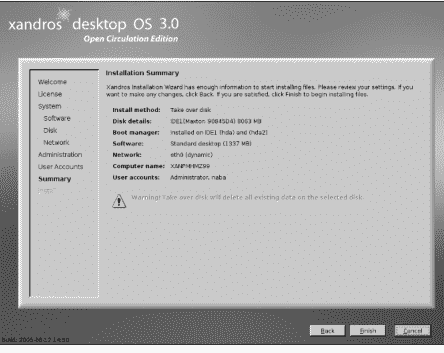 xandros desktop OS 3.0
Open Circulation Edition
Welcome
License
System
Software
Disk
Network
Administration
User Accounts
Summary
Installation Summary
Xandros Installation Wizard has enough information to start installing files. Please review your settings. If you
want to make any changes, click Back. If you are satisfied, click Finish to begin installing files.
Install method: Take over disk
Disk details: IDE1(Maxtor 90845D4) 8063 MB
Boot manager: Installed on IDE1 (hda) and (hda2)
Software: Standard desktop (1337 MB)
Network: eth0 (dynamic)
Computer name:
User accounts: Administrator, naba
Warning! Take over disk will delete all existing data on the selected disk.
Back
Finish
Cancel